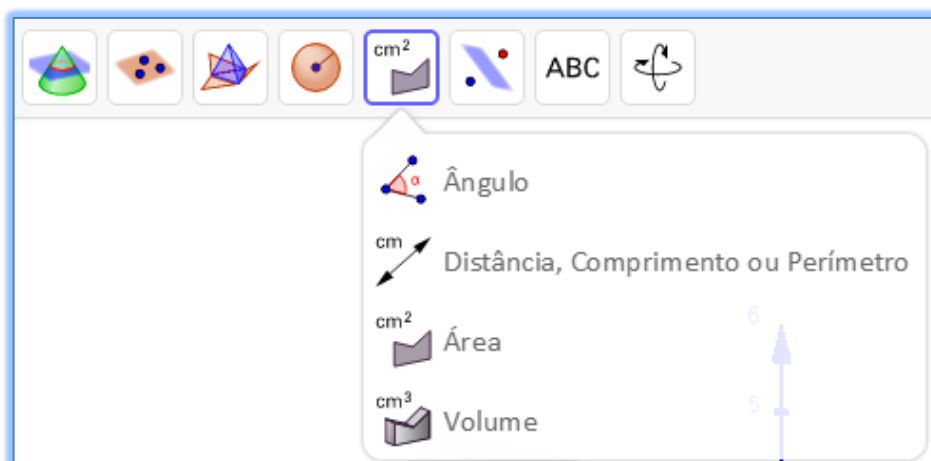 cm²
ABC
α
Ângulo
cm
Distância, Comprimento ou Perímetro
cm²
Área
cm³
Volume
6
5